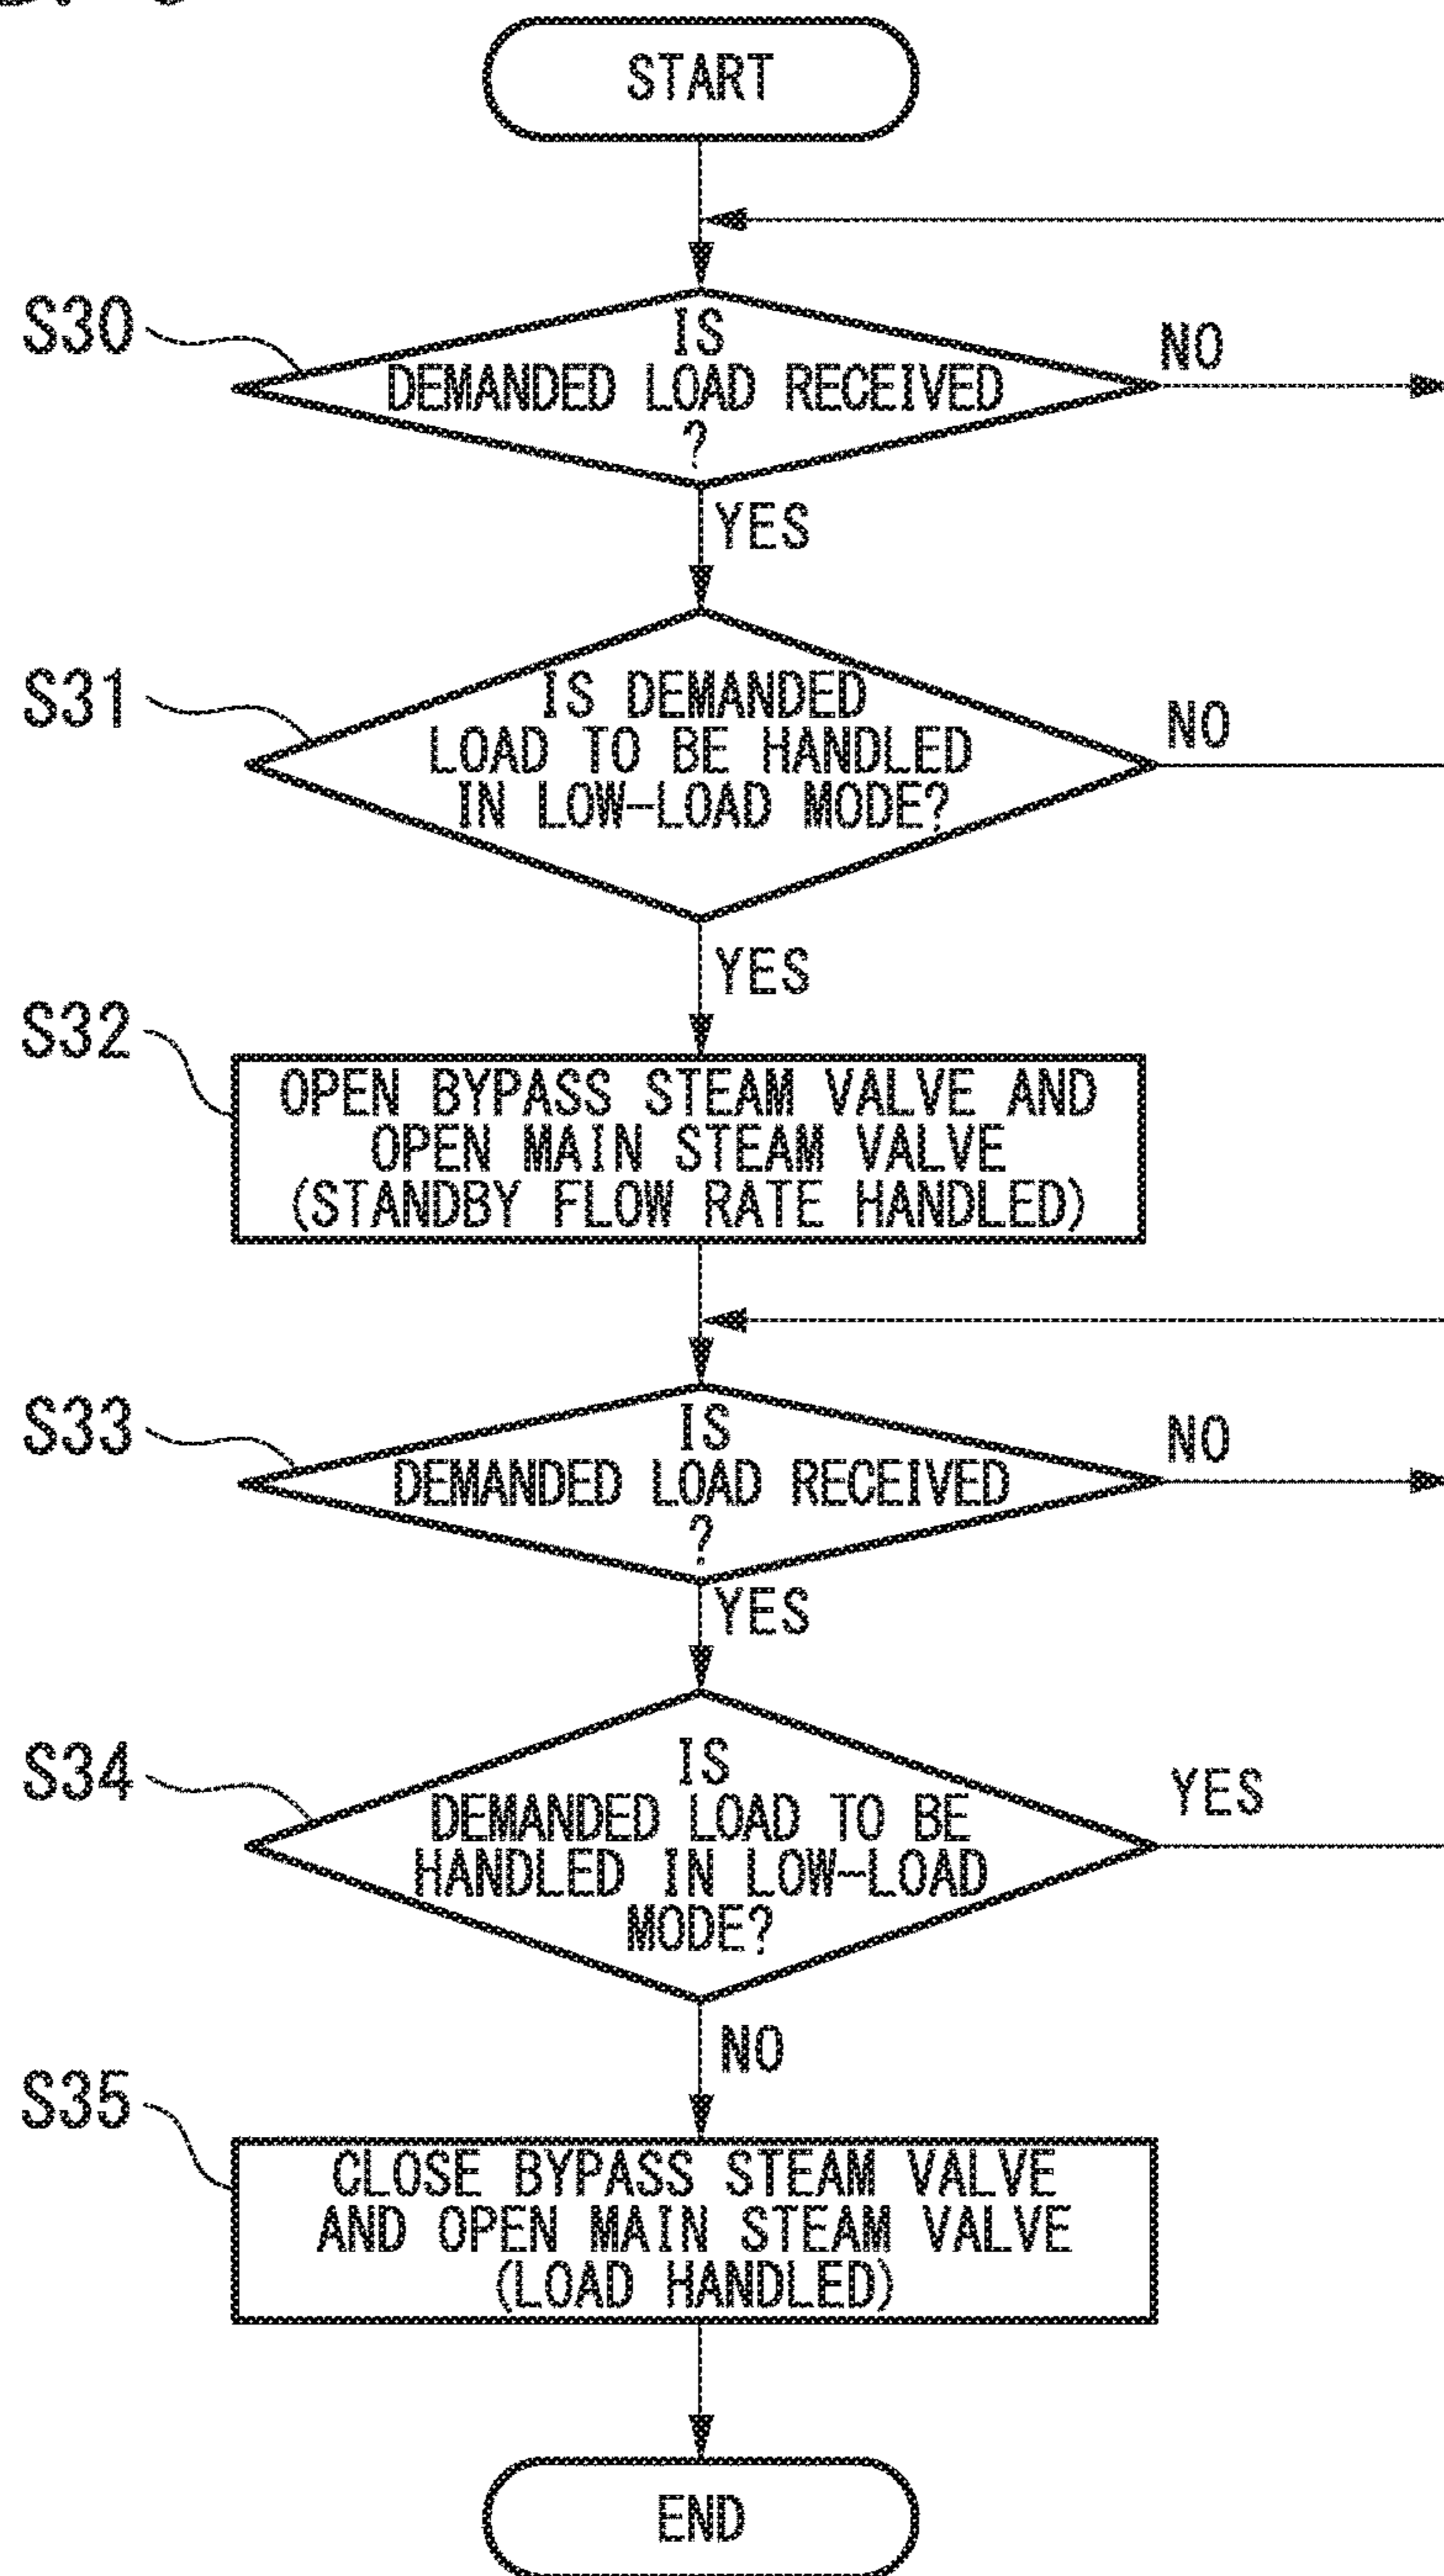 START
S30
IS
DEMANDED LOAD RECEIVED
?
NO
YES
S31
IS DEMANDED
LOAD TO BE HANDLED
IN LOW-LOAD MODE?
NO
YES
S32
OPEN BYPASS STEAM VALVE AND
OPEN MAIN STEAM VALVE
(STANDBY FLOW RATE HANDLED)
S33
IS
DEMANDED LOAD RECEIVED
?
NO
YES
S34
IS
DEMANDED LOAD TO BE
HANDLED IN LOW-LOAD
MODE?
YES
NO
S35
CLOSE BYPASS STEAM VALVE
AND OPEN MAIN STEAM VALVE
(LOAD HANDLED)
END